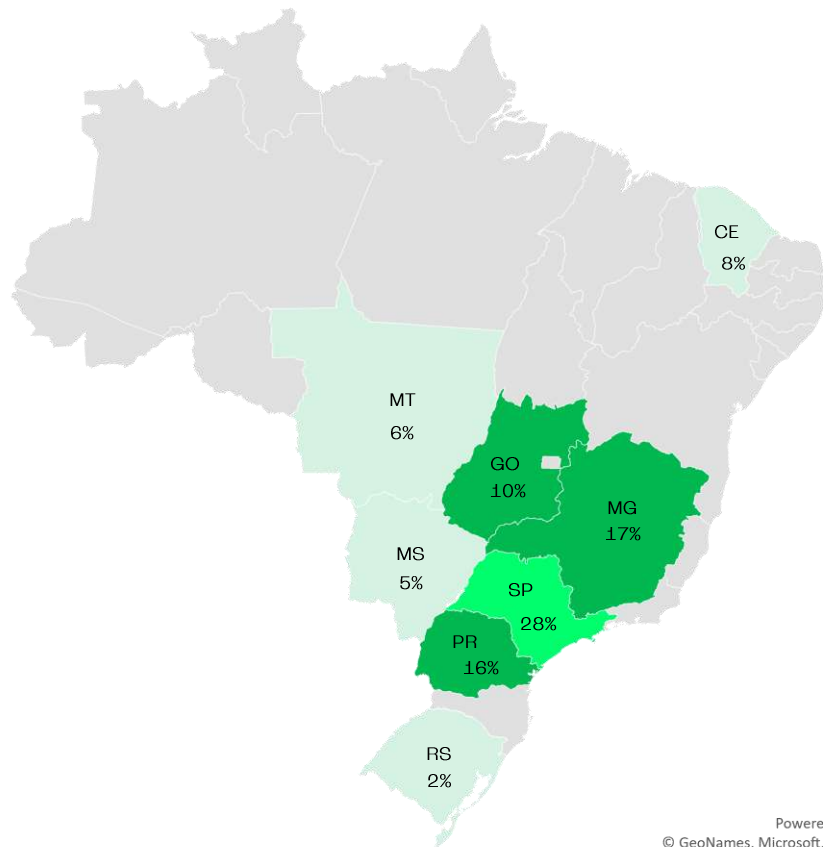 CE
8%
MT
6%
GO
10%
MG
17%
MS
5%
SP
28%
PR
16%
RS
2%
Powere
© GeoNames, Microsoft,